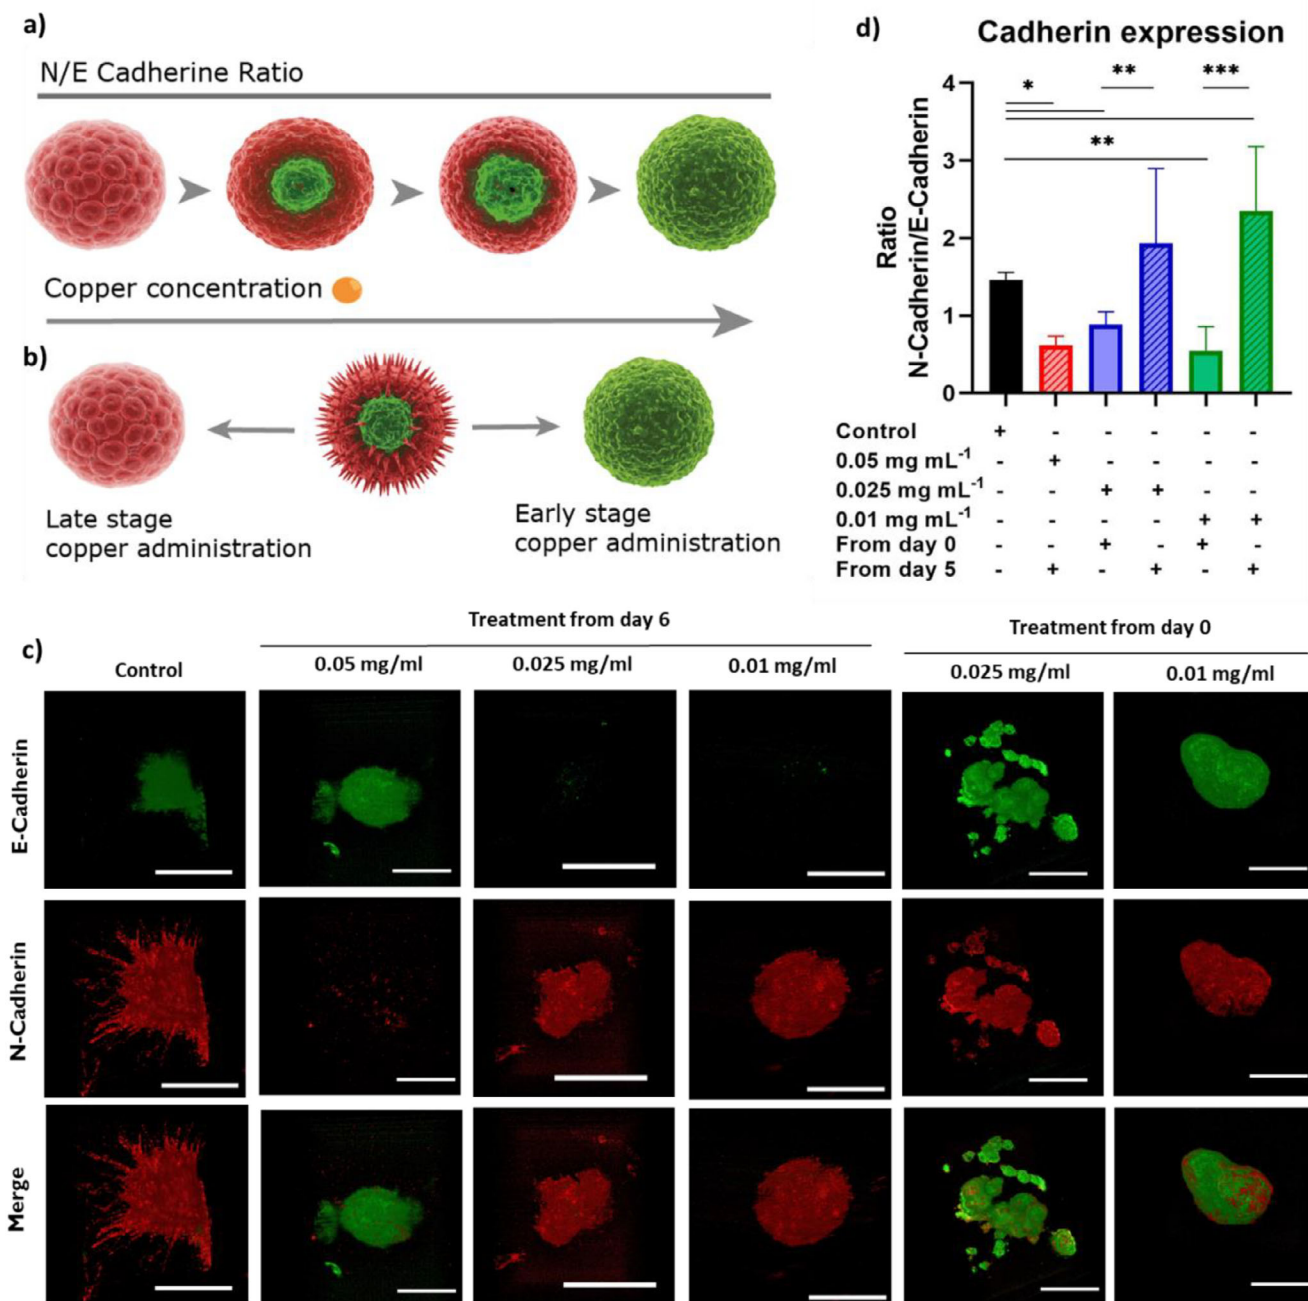 a)
N/E Cadherine Ratio
Copper concentration
b)
Late stage
copper administration
Early stage
copper administration
d)
Cadherin expression
Ratio
N-Cadherin/E-Cadherin
4
3
2
1
0
*
**
***
**
Control + - - - - -
0.05 mg mL⁻¹ - + - - - -
0.025 mg mL⁻¹ - - + + - -
0.01 mg mL⁻¹ - - - - + +
From day 0 - - + - + -
From day 5 - + - + - +
c)
Treatment from day 6
Treatment from day 0
Control
0.05 mg/ml
0.025 mg/ml
0.01 mg/ml
0.025 mg/ml
0.01 mg/ml
E-Cadherin
N-Cadherin
Merge